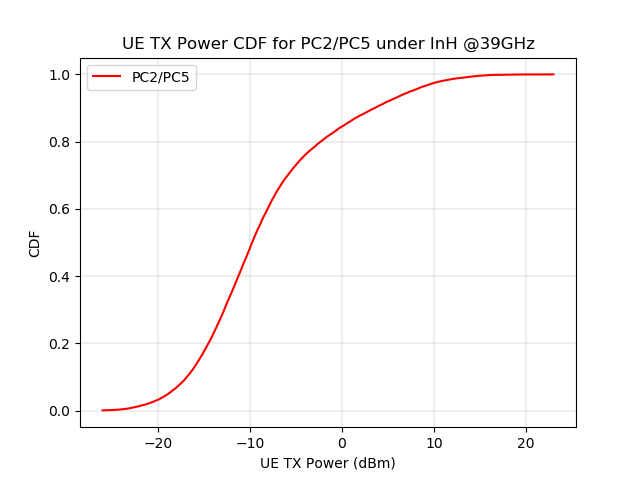 UE TX Power CDF for PC2/PC5 under InH @39GHz
PC2/PC5
1.0
0.8
0.6
0.4
0.2
0.0
CDF
−20
−10
0
10
20
UE TX Power (dBm)